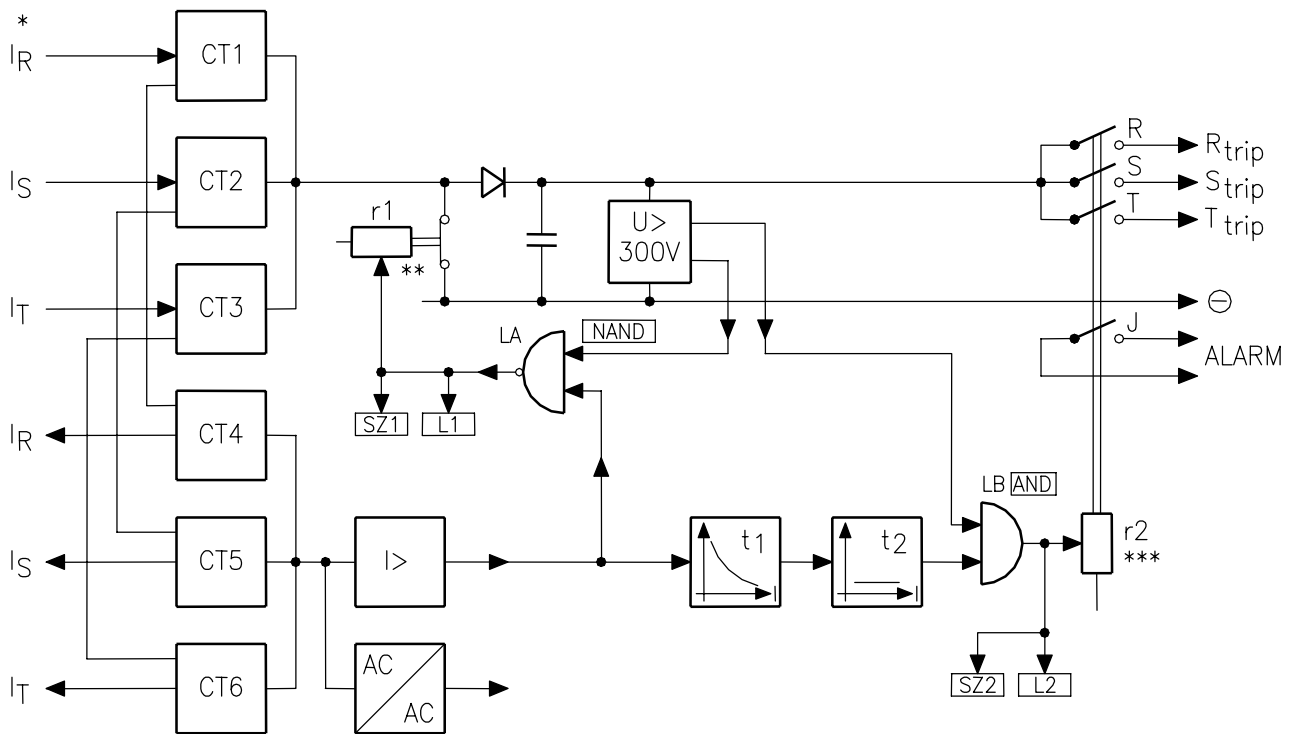 *
I_R CT1
I_S CT2
I_T CT3
I_R CT4
I_S CT5
I_T CT6
r1
**
U>
300V
R R_trip
S S_trip
T T_trip
⊖
J
ALARM
LA NAND
SZ1 L1
LB AND
I>
t1 I
t2 I
r2
***
AC
AC
SZ2 L2